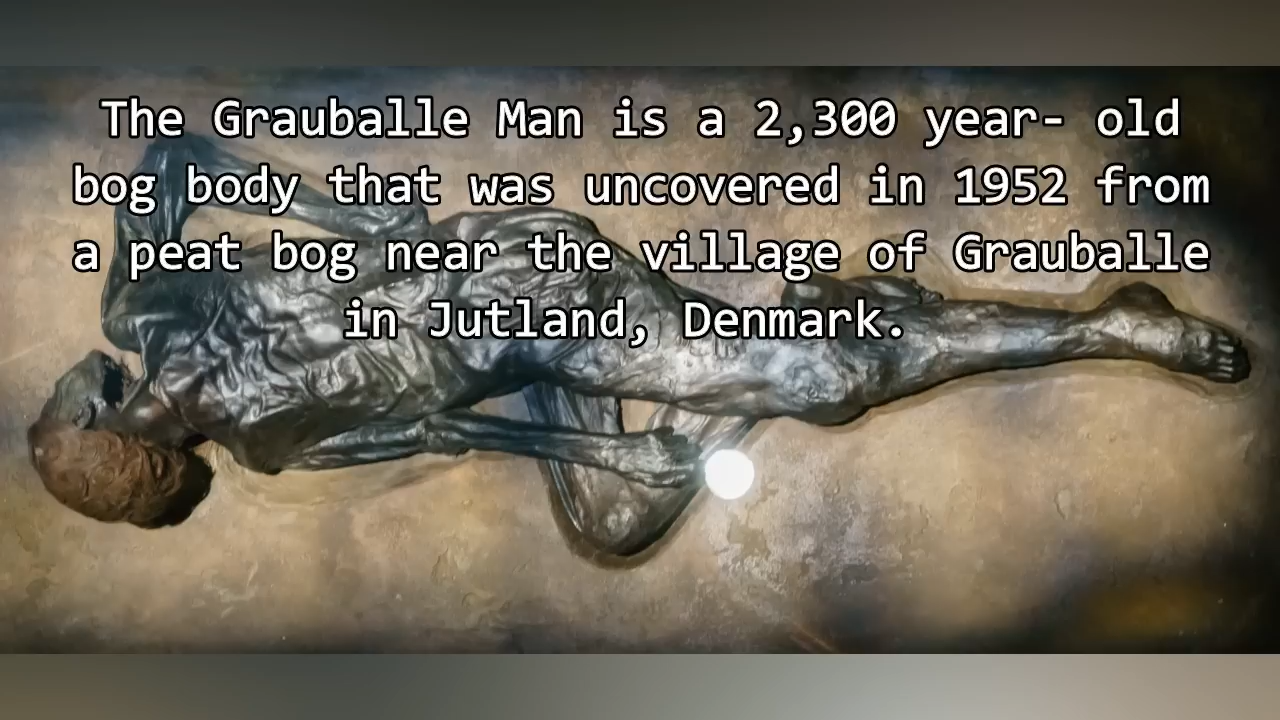 The Grauballe Man is a 2,300 year- old
bog body that was uncovered in 1952 from
a peat bog near the village of Grauballe
in Jutland, Denmark.